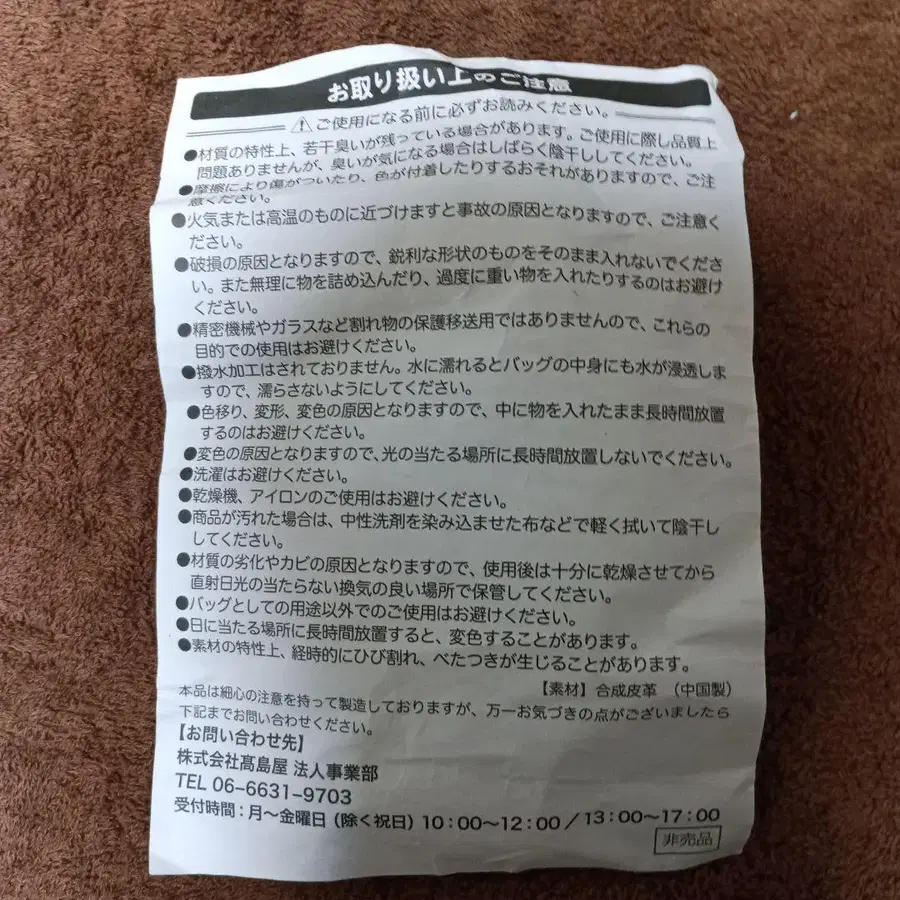 お取り扱い上のご注意
⚠ご使用になる前に必ずお読みください。
●材質の特性上、若干臭いが残っている場合があります。ご使用に際し品質上
問題ありませんが、臭いが気になる場合はしばらく陰干ししてください。
●摩擦により傷がついたり、色が付着したりするおそれがありますので、ご注
意ください。
●火気または高温のものに近づけますと事故の原因となりますので、ご注意く
ださい。
●破損の原因となりますので、鋭利な形状のものをそのまま入れないでくださ
い。また無理に物を詰め込んだり、過度に重い物を入れたりするのはお避け
ください。
●精密機械やガラスなど割れ物の保護移送用ではありませんので、これらの
目的での使用はお避けください。
●撥水加工はされておりません。水に濡れるとバッグの中身にも水が浸透しま
すので、濡らさないようにしてください。
●色移り、変形、変色の原因となりますので、中に物を入れたまま長時間放置
するのはお避けください。
●変色の原因となりますので、光の当たる場所に長時間放置しないでください。
●洗濯はお避けください。
●乾燥機、アイロンのご使用はお避けください。
●商品が汚れた場合は、中性洗剤を染み込ませた布などで軽く拭いて陰干し
してください。
●材質の劣化やカビの原因となりますので、使用後は十分に乾燥させてから
直射日光の当たらない換気の良い場所で保管してください。
●バッグとしての用途以外でのご使用はお避けください。
●日に当たる場所に長時間放置すると、変色することがあります。
●素材の特性上、経時的にひび割れ、べたつきが生じることがあります。
【素材】合成皮革 （中国製）
本品は細心の注意を持って製造しておりますが、万一お気づきの点がございましたら
下記までお問い合わせください。
【お問い合わせ先】
株式会社髙島屋 法人事業部
TEL 06-6631-9703
受付時間：月～金曜日（除く祝日）10：00～12：00／13：00～17：00
非売品